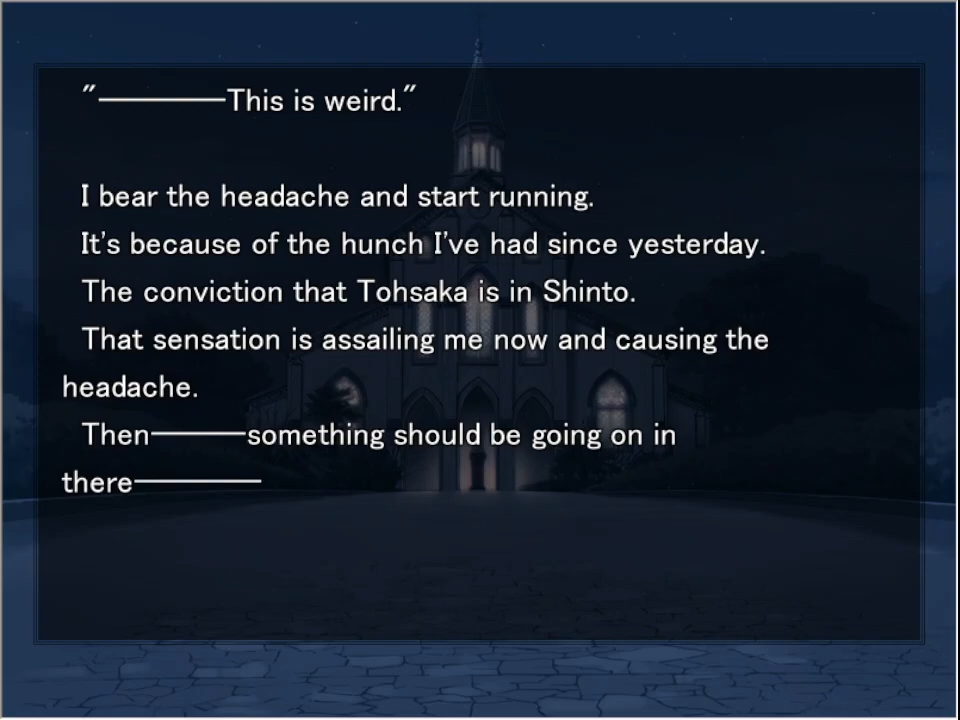 "————This is weird."
I bear the headache and start running.
It's because of the hunch I've had since yesterday.
The conviction that Tohsaka is in Shinto.
That sensation is assailing me now and causing the
headache.
Then———something should be going on in
there————